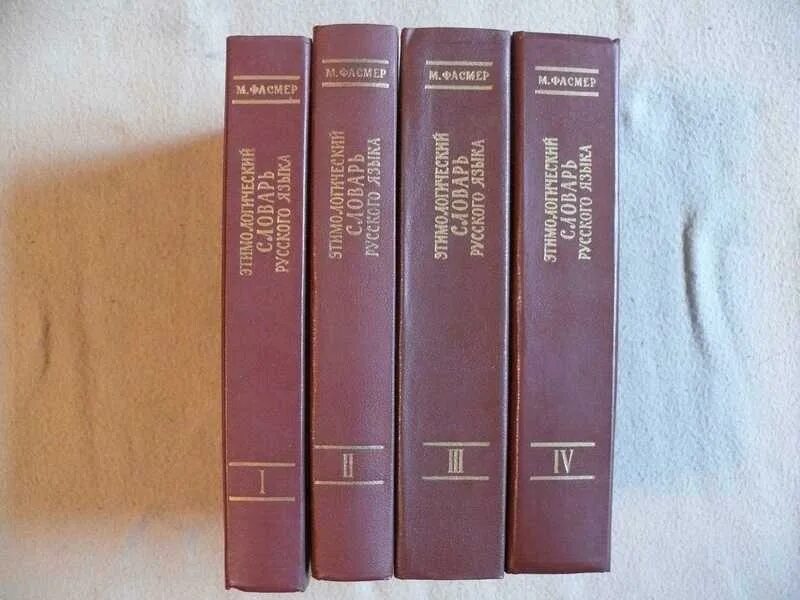 М. ФАСМЕР
ЭТИМОЛОГИЧЕСКИЙ
СЛОВАРЬ
РУССКОГО ЯЗЫКА
I
М. ФАСМЕР
ЭТИМОЛОГИЧЕСКИЙ
СЛОВАРЬ
РУССКОГО ЯЗЫКА
II
М. ФАСМЕР
ЭТИМОЛОГИЧЕСКИЙ
СЛОВАРЬ
РУССКОГО ЯЗЫКА
III
М. ФАСМЕР
ЭТИМОЛОГИЧЕСКИЙ
СЛОВАРЬ
РУССКОГО ЯЗЫКА
IV